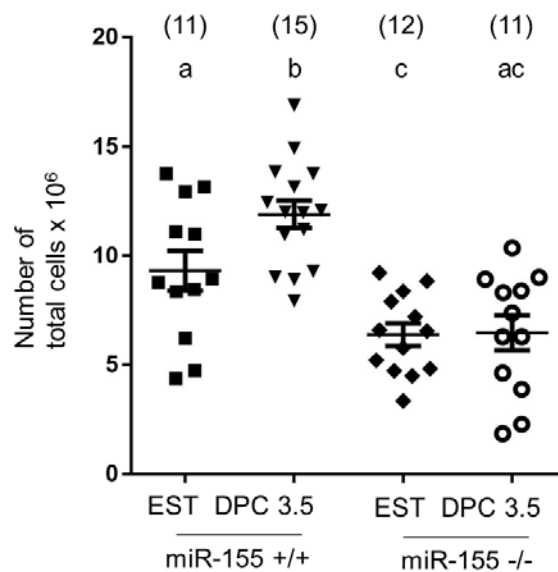 (11) (15) (12) (11)
a b c ac
20
15
10
5
0
Number of
total cells x 10⁶
EST DPC 3.5 EST DPC 3.5
miR-155 +/+ miR-155 -/-